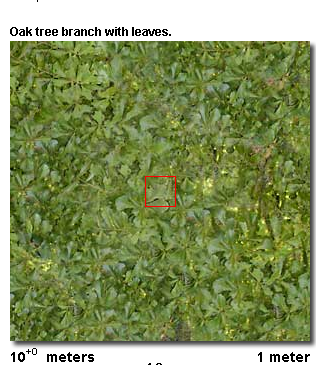 Oak tree branch with leaves.
10+0 meters 1 meter